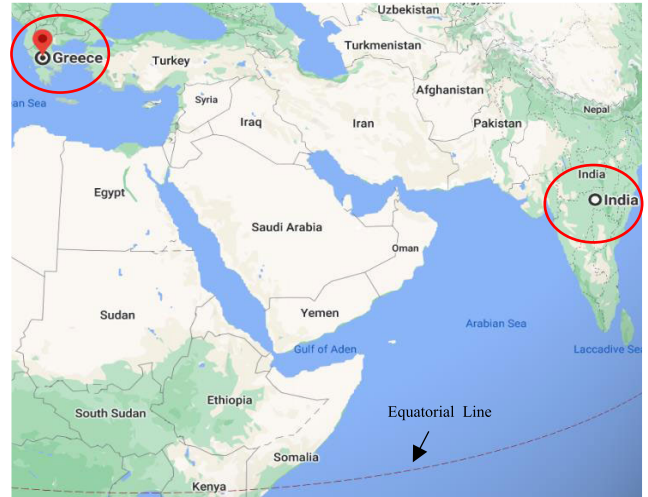 Uzbekistan
Turkmenistan
Greece
Turkey
Afghanistan
an Sea
Syria
Nepal
Iraq
Iran
Pakistan
India
Egypt
India
Saudi Arabia
Oman
Sudan
Yemen
Arabian Sea
Gulf of Aden
Laccadive Sea
Ethiopia
South Sudan
Equatorial Line
Somalia
Kenya